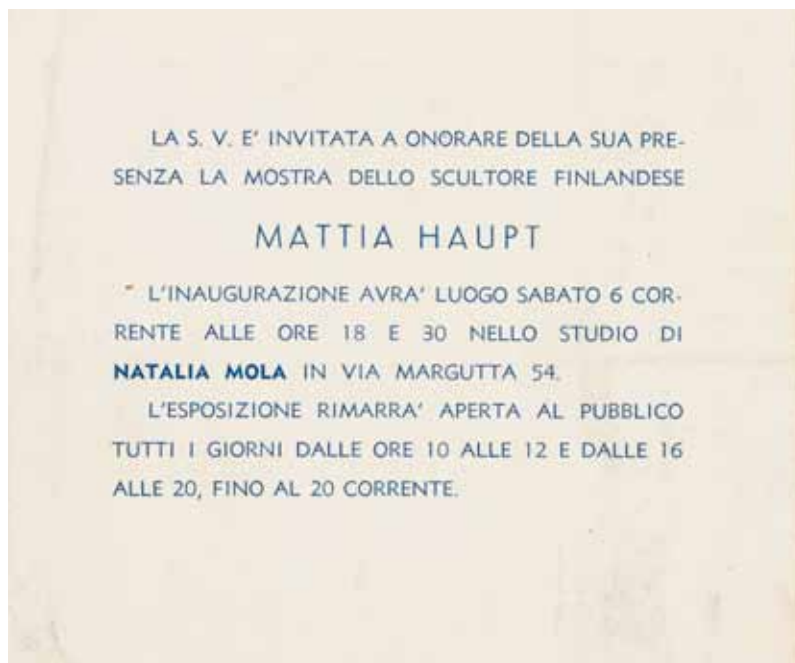 LA S. V. E' INVITATA A ONORARE DELLA SUA PRE-
SENZA LA MOSTRA DELLO SCULTORE FINLANDESE
MATTIA HAUPT
L'INAUGURAZIONE AVRA' LUOGO SABATO 6 COR-
RENTE ALLE ORE 18 E 30 NELLO STUDIO DI
NATALIA MOLA IN VIA MARGUTTA 54.
L'ESPOSIZIONE RIMARRA' APERTA AL PUBBLICO
TUTTI I GIORNI DALLE ORE 10 ALLE 12 E DALLE 16
ALLE 20, FINO AL 20 CORRENTE.